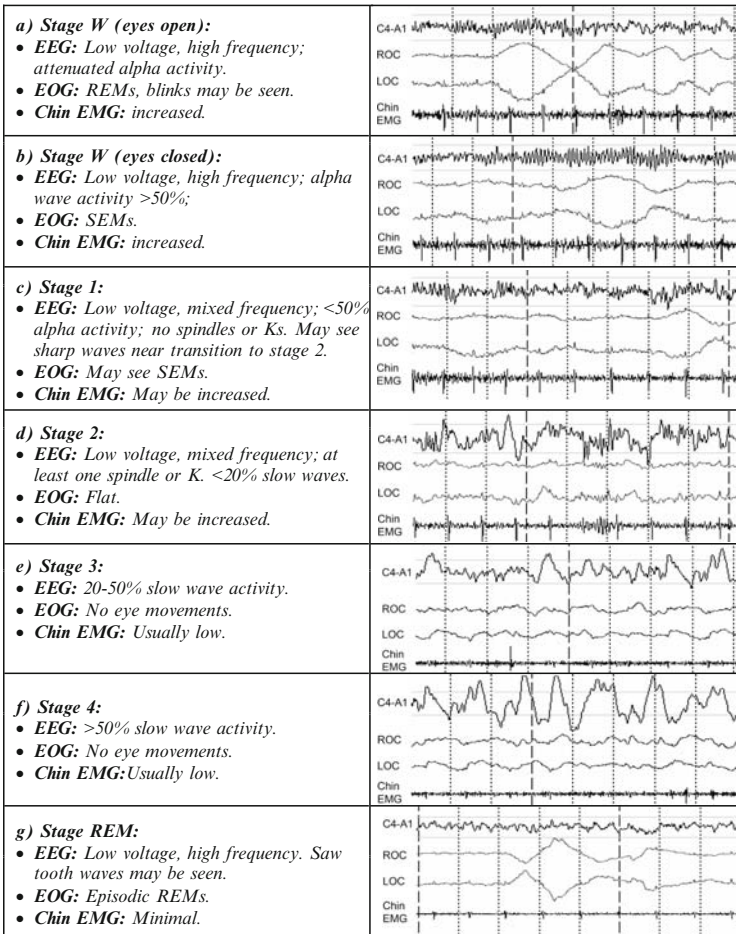 a) Stage W (eyes open):
• EEG: Low voltage, high frequency;
attenuated alpha activity.
• EOG: REMs, blinks may be seen.
• Chin EMG: increased.
C4-A1
ROC
LOC
Chin
EMG
b) Stage W (eyes closed):
• EEG: Low voltage, high frequency; alpha
wave activity >50%;
• EOG: SEMs.
• Chin EMG: increased.
C4-A1
ROC
LOC
Chin
EMG
c) Stage 1:
• EEG: Low voltage, mixed frequency; <50%
alpha activity; no spindles or Ks. May see
sharp waves near transition to stage 2.
• EOG: May see SEMs.
• Chin EMG: May be increased.
C4-A1
ROC
LOC
Chin
EMG
d) Stage 2:
• EEG: Low voltage, mixed frequency; at
least one spindle or K. <20% slow waves.
• EOG: Flat.
• Chin EMG: May be increased.
C4-A1
ROC
LOC
Chin
EMG
e) Stage 3:
• EEG: 20-50% slow wave activity.
• EOG: No eye movements.
• Chin EMG: Usually low.
C4-A1
ROC
LOC
Chin
EMG
f) Stage 4:
• EEG: >50% slow wave activity.
• EOG: No eye movements.
• Chin EMG:Usually low.
C4-A1
ROC
LOC
Chin
EMG
g) Stage REM:
• EEG: Low voltage, high frequency. Saw
tooth waves may be seen.
• EOG: Episodic REMs.
• Chin EMG: Minimal.
C4-A1
ROC
LOC
Chin
EMG